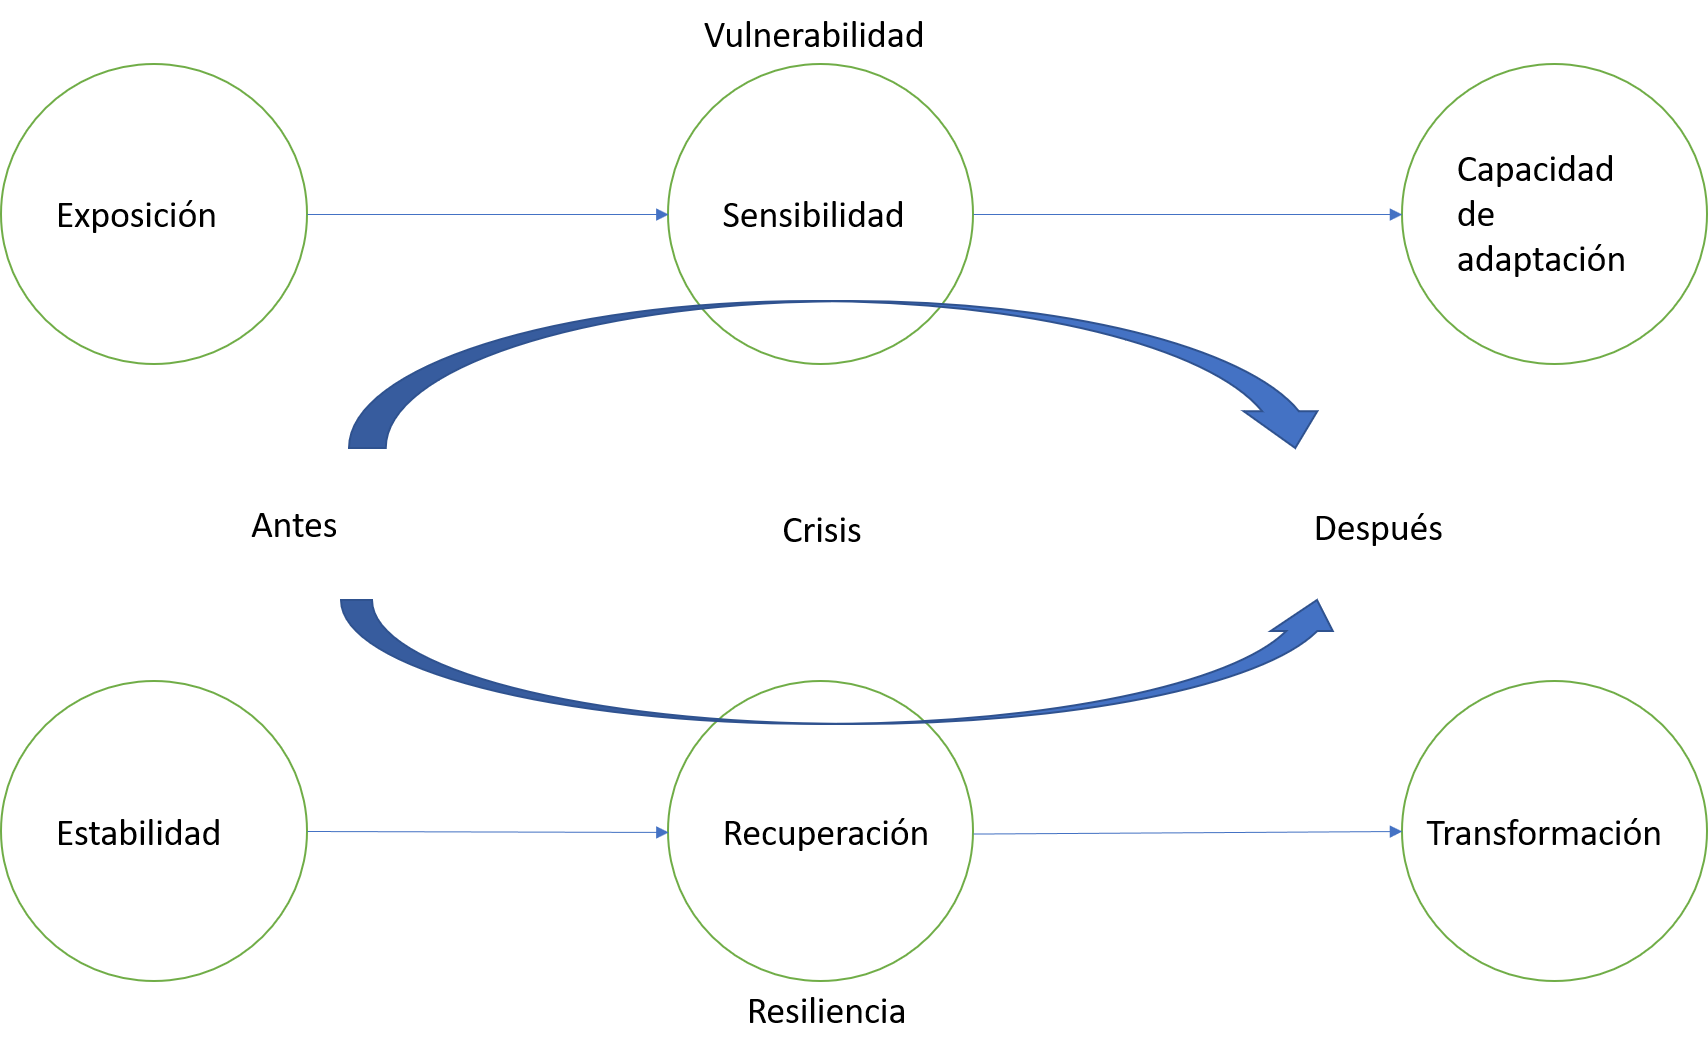 Vulnerabilidad
Exposición
Sensibilidad
Capacidad
de
adaptación
Antes
Crisis
Después
Estabilidad
Recuperación
Transformación
Resiliencia